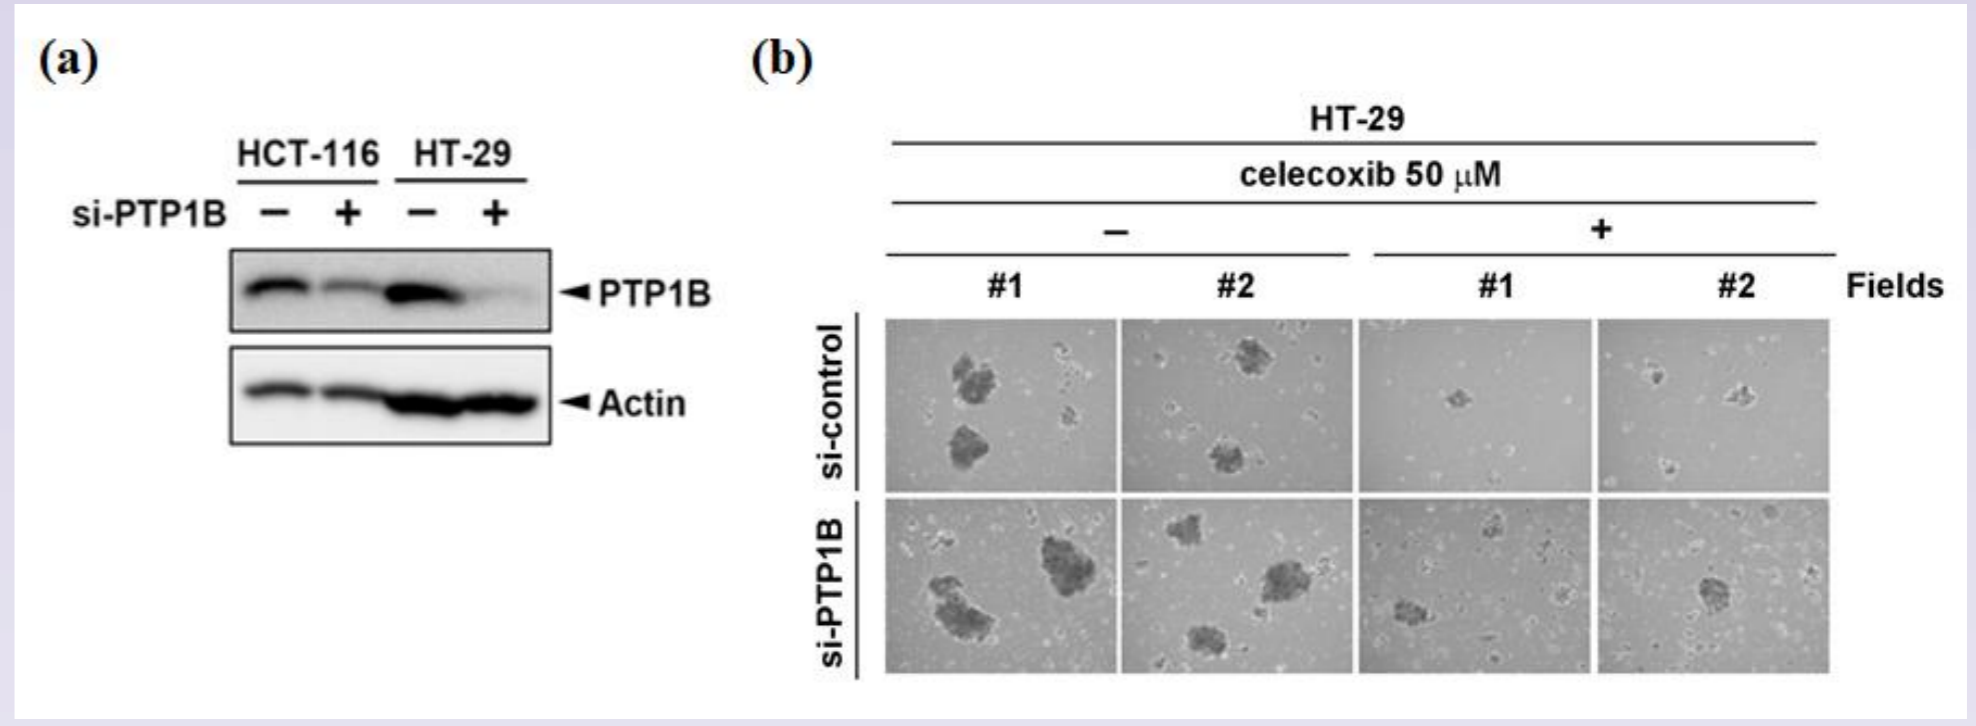 (a)
HCT-116 HT-29
si-PTP1B − + − +
PTP1B
Actin
(b)
HT-29
celecoxib 50 μM
− +
#1 #2 #1 #2 Fields
si-control
si-PTP1B